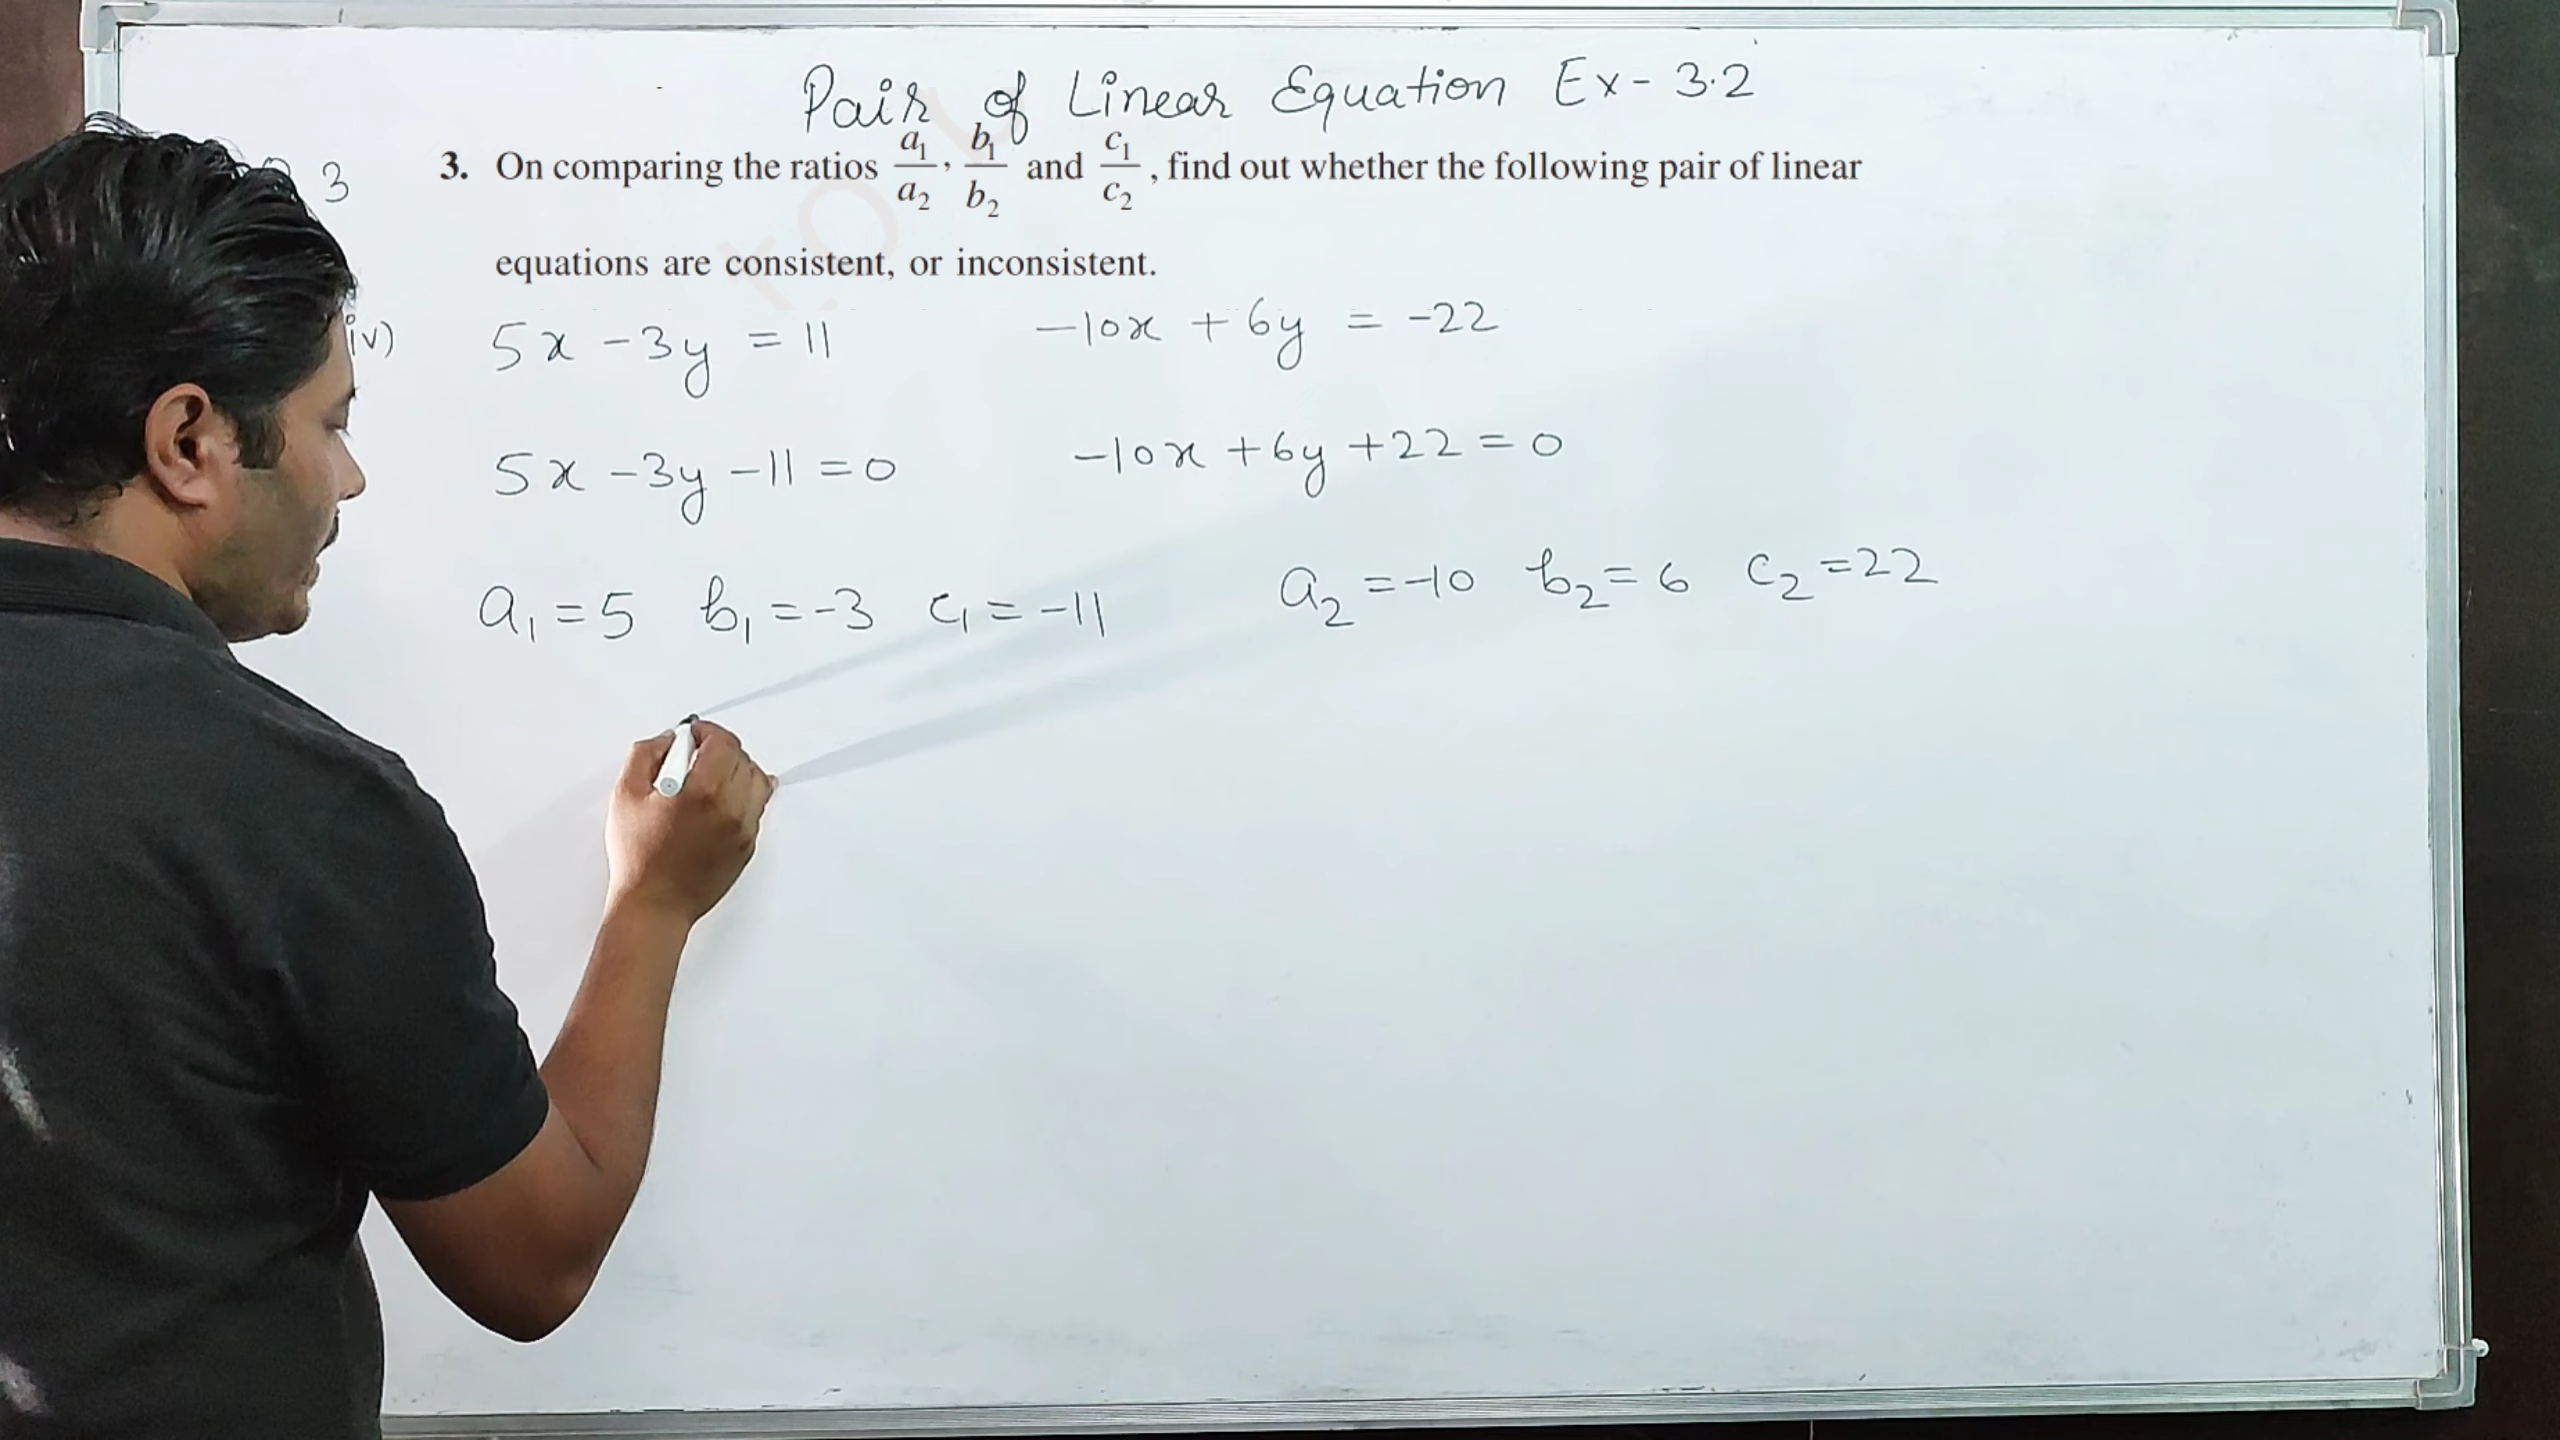 Pair of Linear Equation Ex - 3.2
3
3. On comparing the ratios a₁/a₂, b₁/b₂ and c₁/c₂, find out whether the following pair of linear
equations are consistent, or inconsistent.
iv) 5x - 3y = 11 -10x + 6y = -22
5x - 3y - 11 = 0 -10x + 6y + 22 = 0
a₁ = 5 b₁ = -3 c₁ = -11 a₂ = -10 b₂ = 6 c₂ = 22